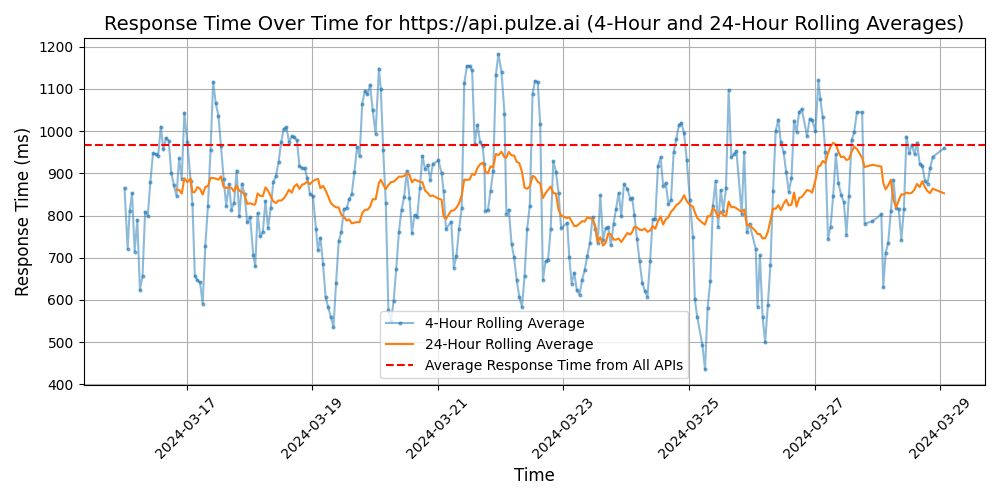 Response Time Over Time for https://api.pulze.ai (4-Hour and 24-Hour Rolling Averages)
Response Time (ms)
1200
1100
1000
900
800
700
600
500
400
4-Hour Rolling Average
24-Hour Rolling Average
Average Response Time from All APIs
2024-03-17
2024-03-19
2024-03-21
2024-03-23
2024-03-25
2024-03-27
2024-03-29
Time